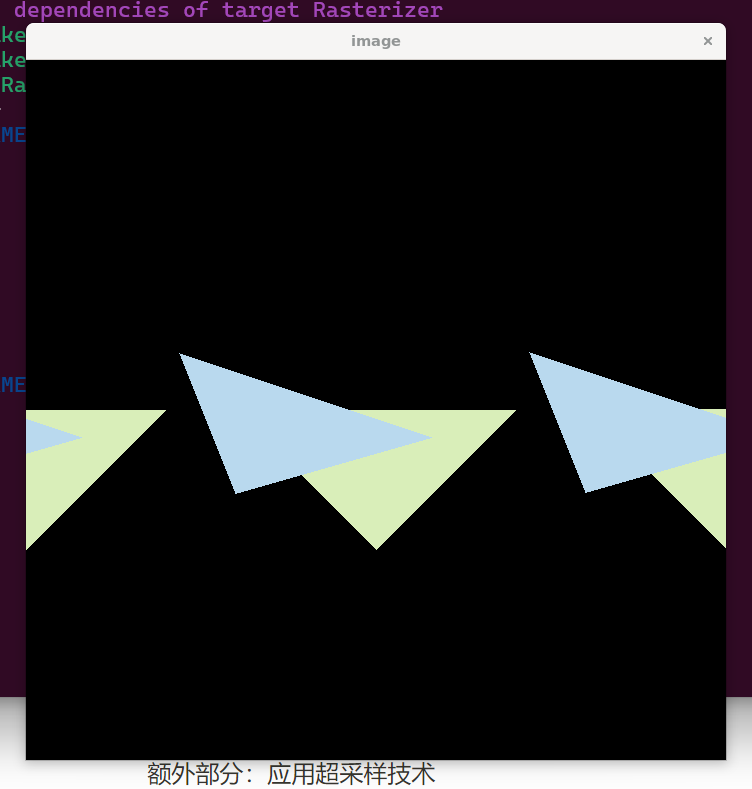 dependencies of target Rasterizer
image
ke
ke
Ra
ME
ME
额外部分：应用超采样技术